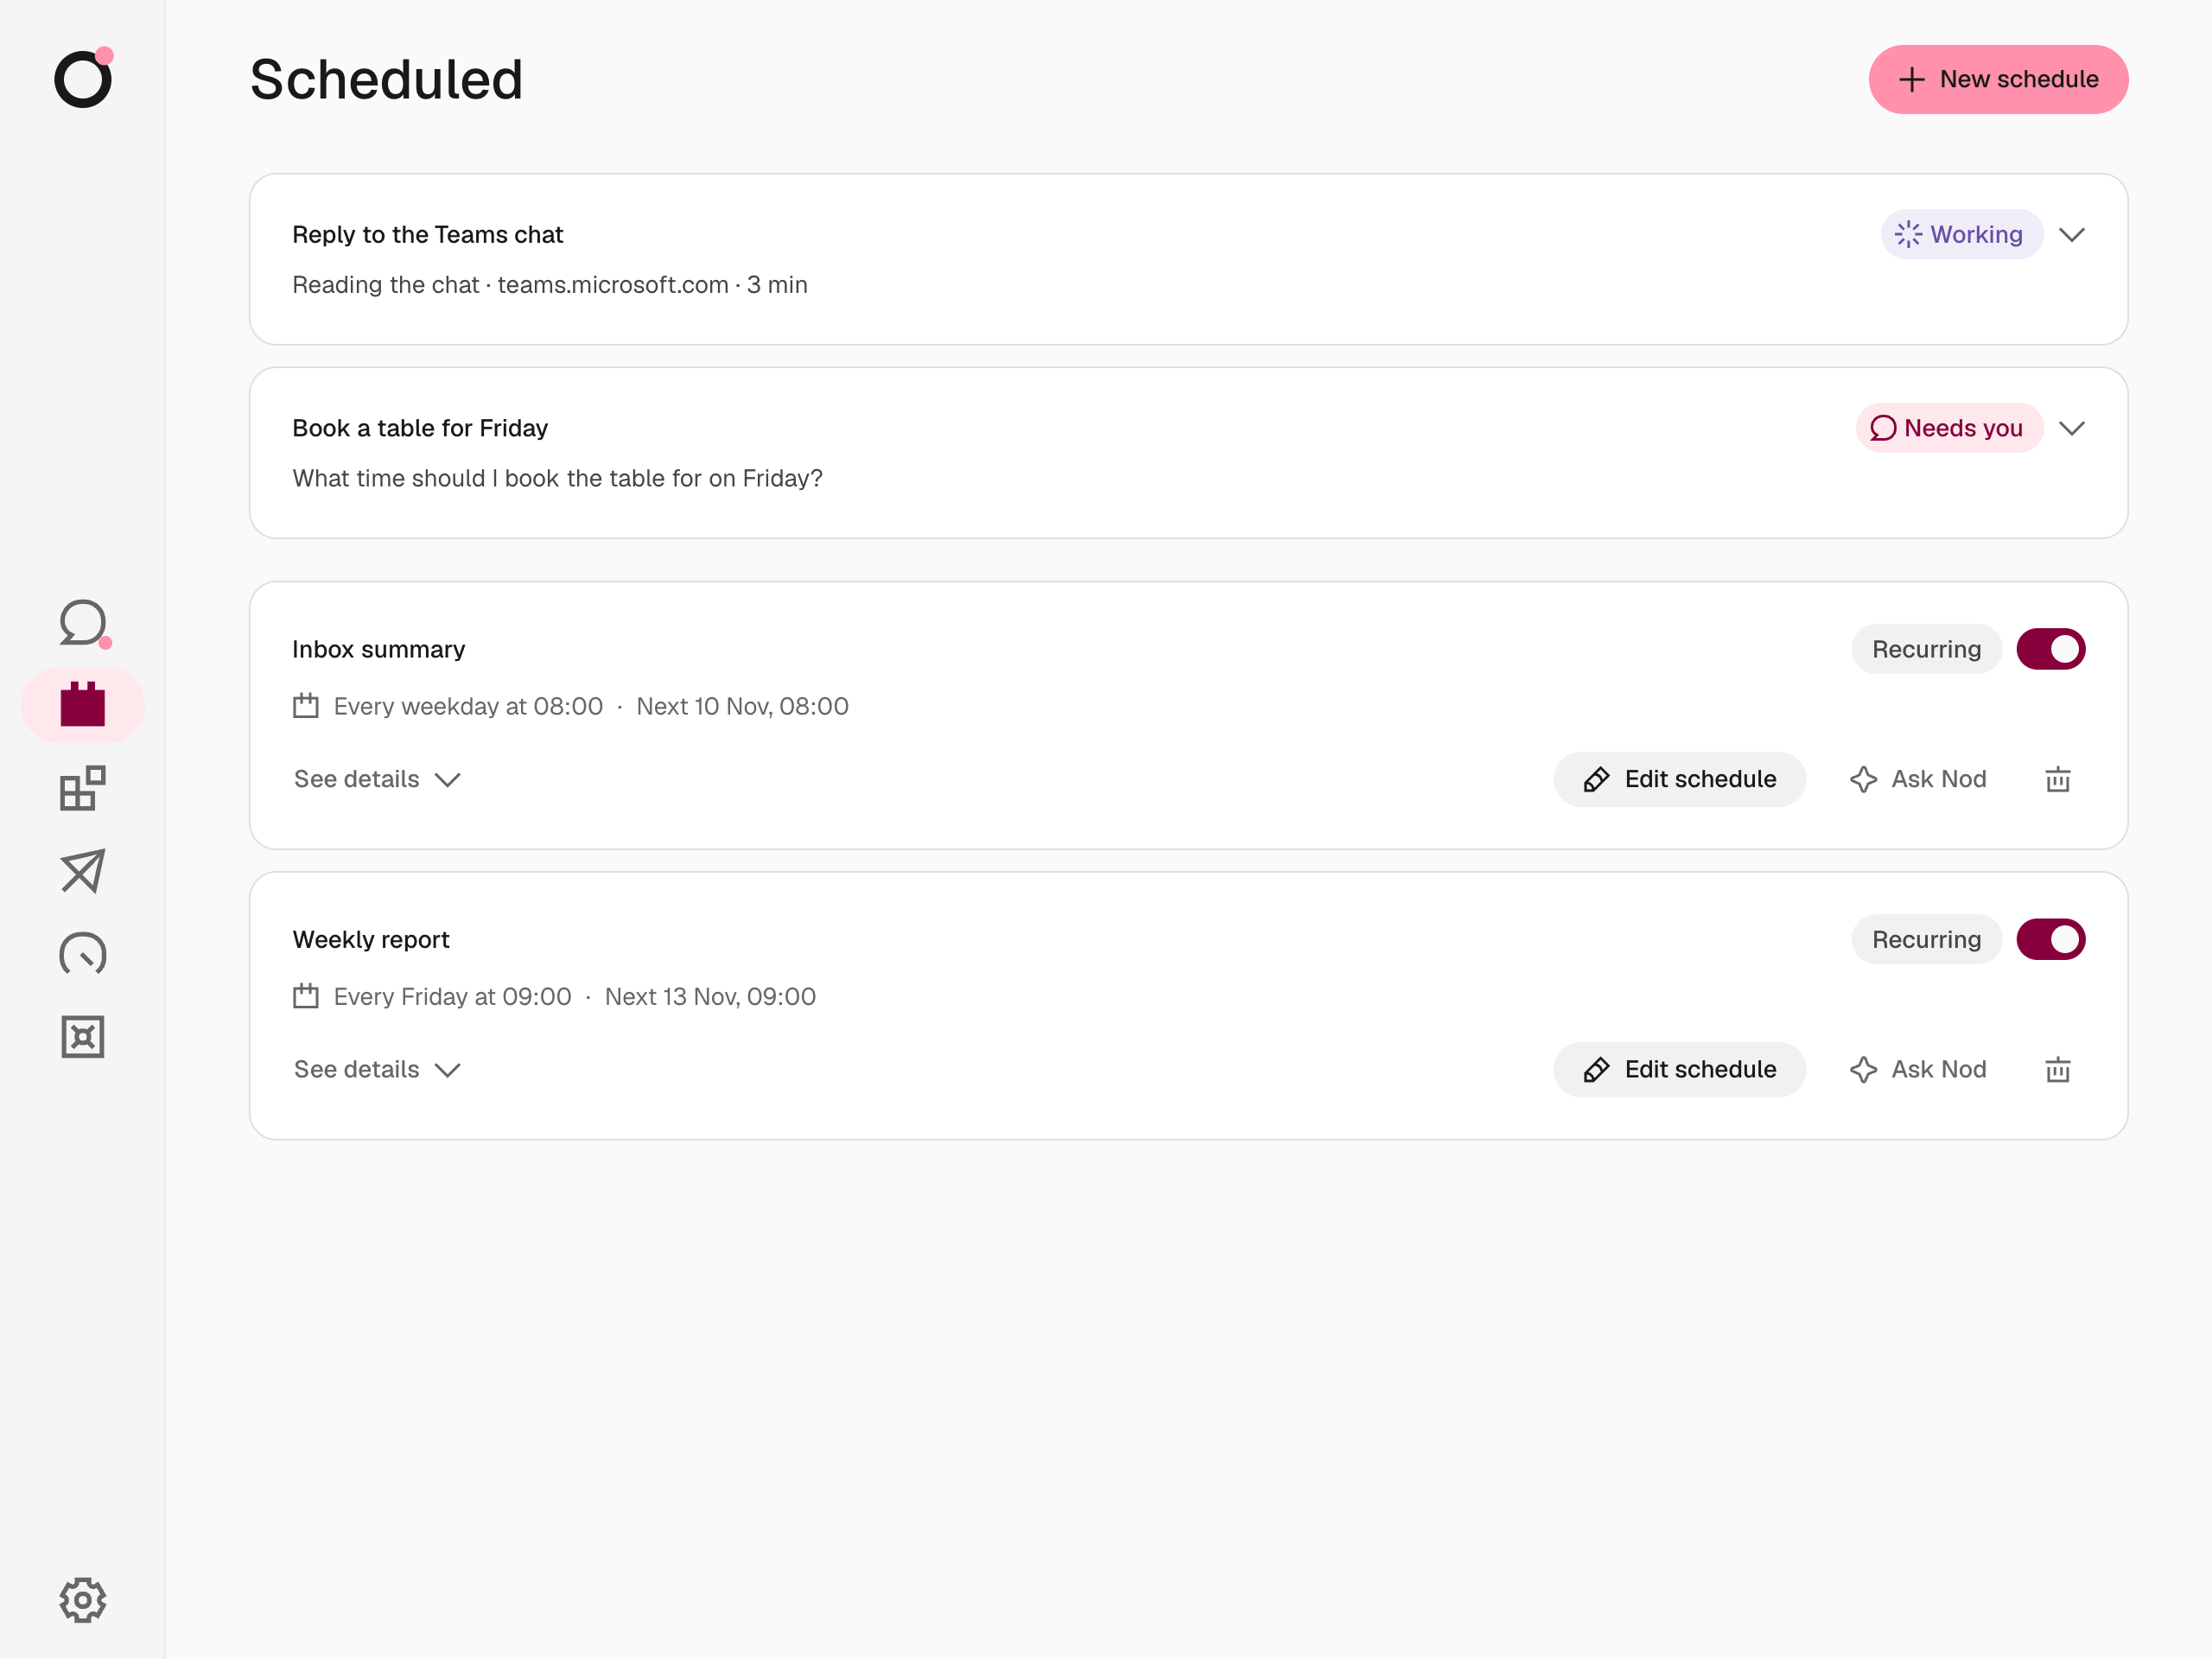 Scheduled
New schedule
Reply to the Teams chat
Working
Reading the chat · teams.microsoft.com · 3 min
Book a table for Friday
Needs you
What time should I book the table for on Friday?
Inbox summary
Recurring
Every weekday at 08:00 · Next 10 Nov, 08:00
See details
Edit schedule
Ask Nod
Weekly report
Recurring
Every Friday at 09:00 · Next 13 Nov, 09:00
See details
Edit schedule
Ask Nod